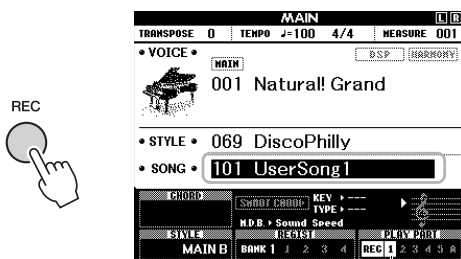 MAIN
L R
TRANSPOSE 0 TEMPO ♩=100 4/4 MEASURE 001
• VOICE •
DSP HARMONY
MAIN
001 Natural! Grand
REC
• STYLE • 069 DiscoPhilly
• SONG • 101 UserSong1
CHORD
SMART CHORD KEY ---
TYPE ---
M.D.B. Sound Speed
STYLE REGIST PLAY PART
MAIN B BANK 1 1 2 3 4 REC 1 2 3 4 5 A